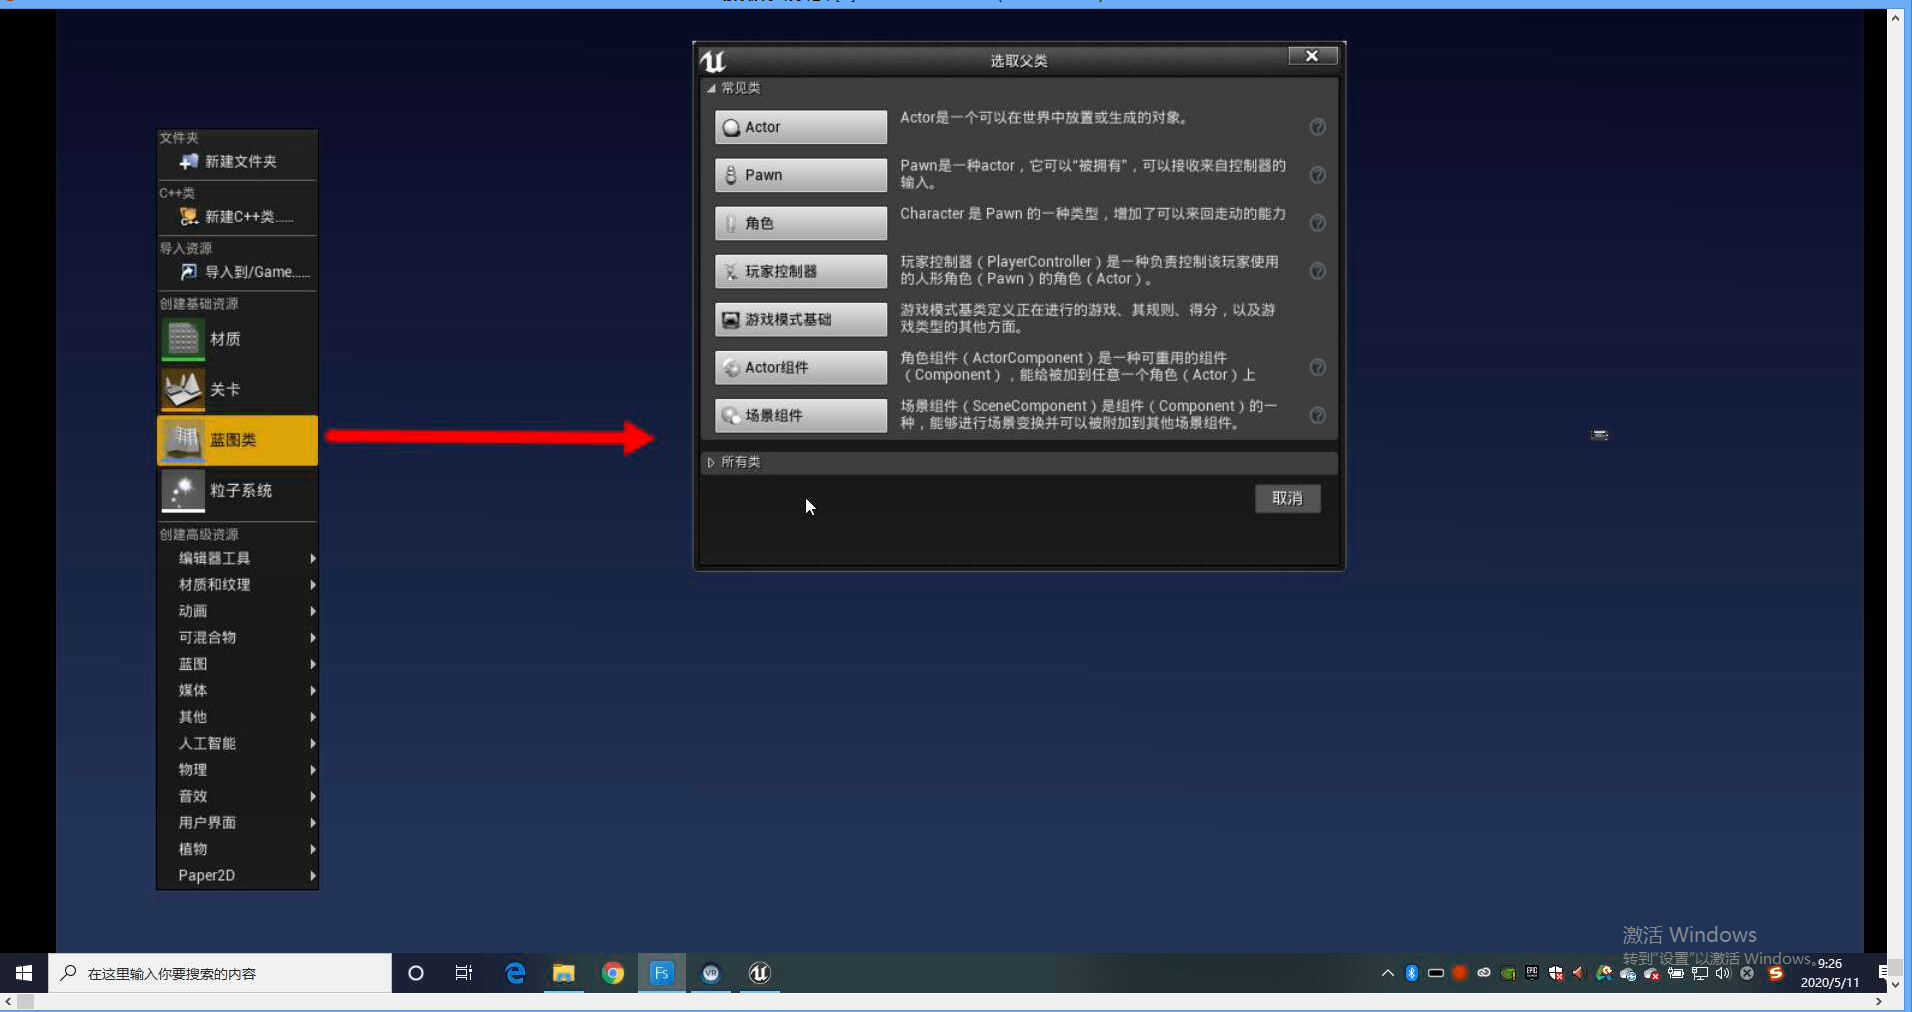 文件夹
新建文件夹
C++类
新建C++类......
导入资源
导入到/Game......
创建基础资源
材质
关卡
蓝图类
粒子系统
创建高级资源
编辑器工具
材质和纹理
动画
可混合物
蓝图
媒体
其他
人工智能
物理
音效
用户界面
植物
Paper2D
选取父类
常见类
Actor
Actor是一个可以在世界中放置或生成的对象。
Pawn
Pawn是一种actor，它可以“被拥有”，可以接收来自控制器的
输入。
角色
Character 是 Pawn 的一种类型，增加了可以来回走动的能力
玩家控制器
玩家控制器（PlayerController）是一种负责控制该玩家使用
的人形角色（Pawn）的角色（Actor）。
游戏模式基础
游戏模式基类定义正在进行的游戏、其规则、得分，以及游
戏类型的其他方面。
Actor组件
角色组件（ActorComponent）是一种可重用的组件
（Component），能给被加到任意一个角色（Actor）上
场景组件
场景组件（SceneComponent）是组件（Component）的一
种，能够进行场景变换并可以被附加到其他场景组件。
所有类
取消
激活 Windows
转到“设置”以激活 Windows。
在这里输入你要搜索的内容
Fs
VR
9:26
2020/5/11